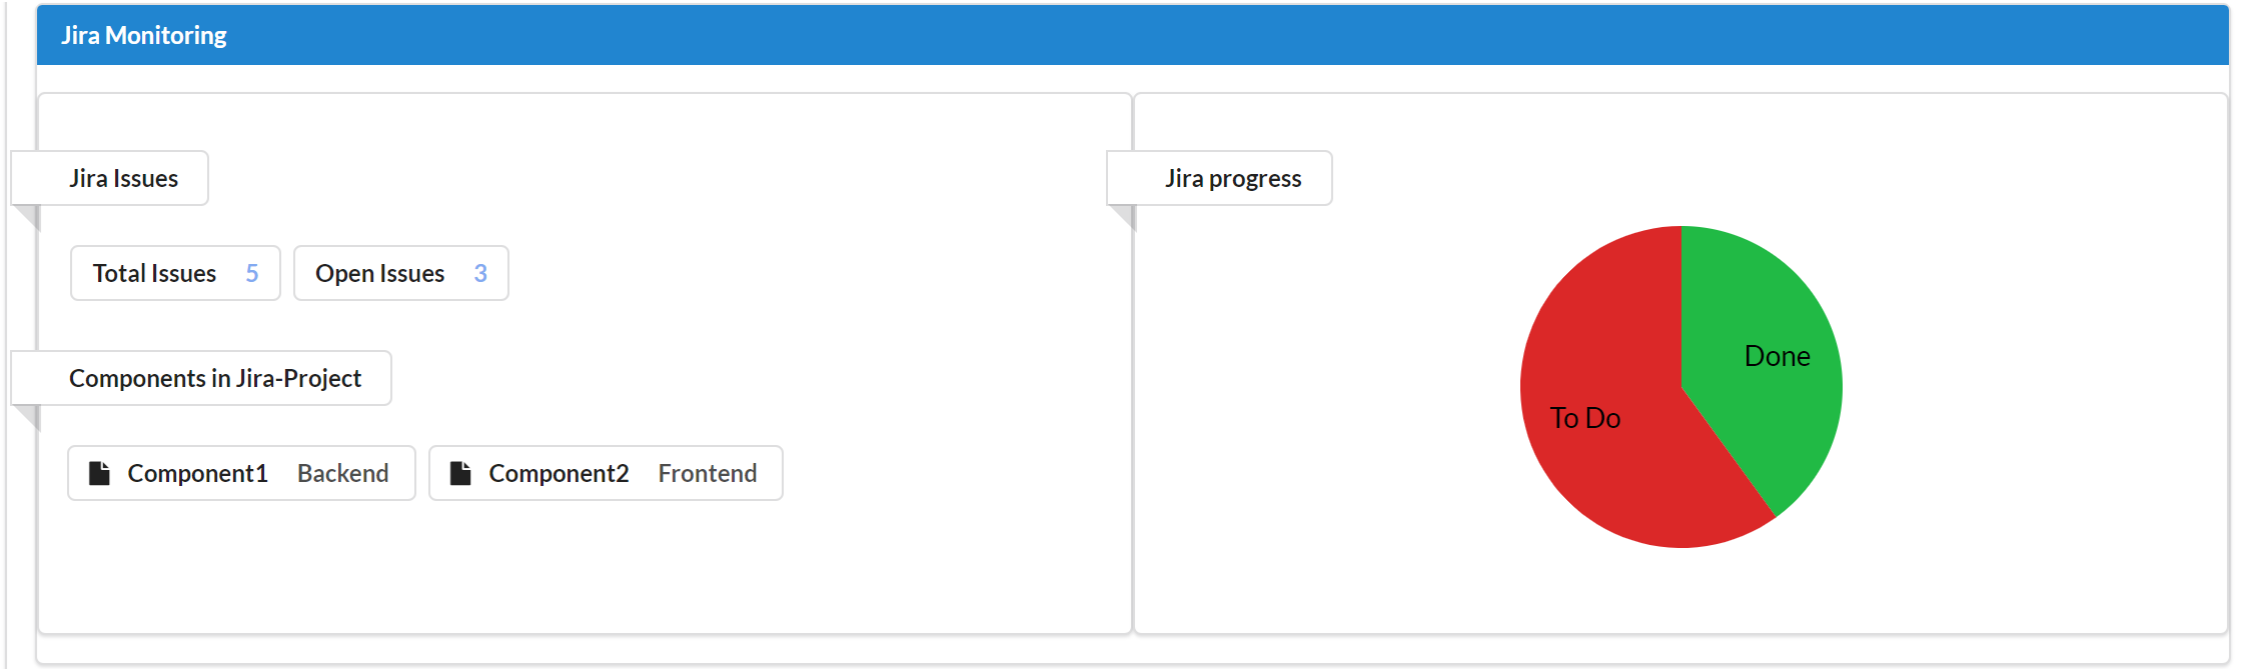 Jira Monitoring
Jira Issues
Total Issues 5
Open Issues 3
Components in Jira-Project
Component1 Backend
Component2 Frontend
Jira progress
Done
To Do